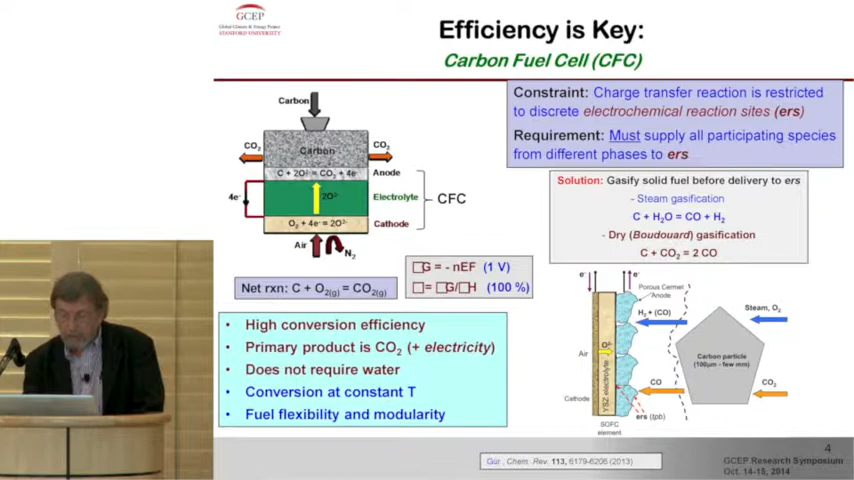 GCEP
Global Climate & Energy Project
STANFORD UNIVERSITY
Efficiency is Key:
Carbon Fuel Cell (CFC)
Carbon
CO2
CO2
Carbon
C + 2O2- = CO2 + 4e-
Anode
4e-
2O2-
Electrolyte
CFC
O2 + 4e- = 2O2-
Cathode
Air
N2
Net rxn: C + O2(g) = CO2(g)
□G = - nEF (1 V)
□= □G/□H (100 %)
• High conversion efficiency
• Primary product is CO2 (+ electricity)
• Does not require water
• Conversion at constant T
• Fuel flexibility and modularity
Constraint: Charge transfer reaction is restricted
to discrete electrochemical reaction sites (ers)
Requirement: Must supply all participating species
from different phases to ers
Solution: Gasify solid fuel before delivery to ers
- Steam gasification
C + H2O = CO + H2
- Dry (Boudouard) gasification
C + CO2 = 2 CO
e-
e-
Porous Cermet
Anode
H2 + (CO)
Steam, O2
Air
O2-
YSZ electrolyte
Carbon particle
(100µm - few mm)
CO
CO2
Cathode
ers (tpb)
SOFC
element
Gür, Chem. Rev. 113, 6179-6206 (2013)
4
GCEP Research Symposium
Oct. 14-15, 2014